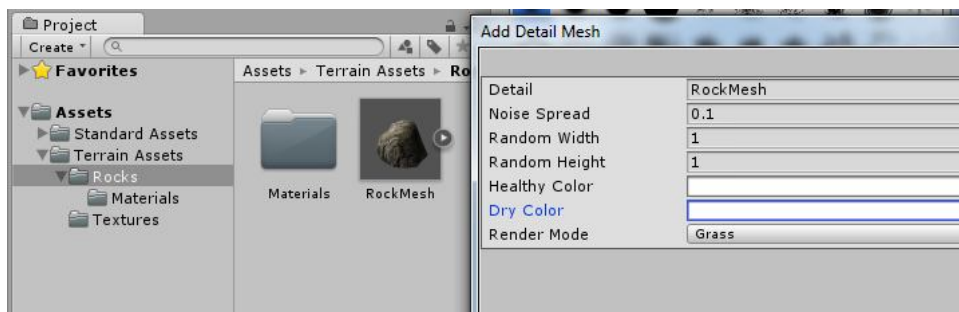 Project
Create
Favorites
Assets
Standard Assets
Terrain Assets
Rocks
Materials
Textures
Assets ▸ Terrain Assets ▸ Ro
Materials
RockMesh
Add Detail Mesh
Detail RockMesh
Noise Spread 0.1
Random Width 1
Random Height 1
Healthy Color
Dry Color
Render Mode Grass